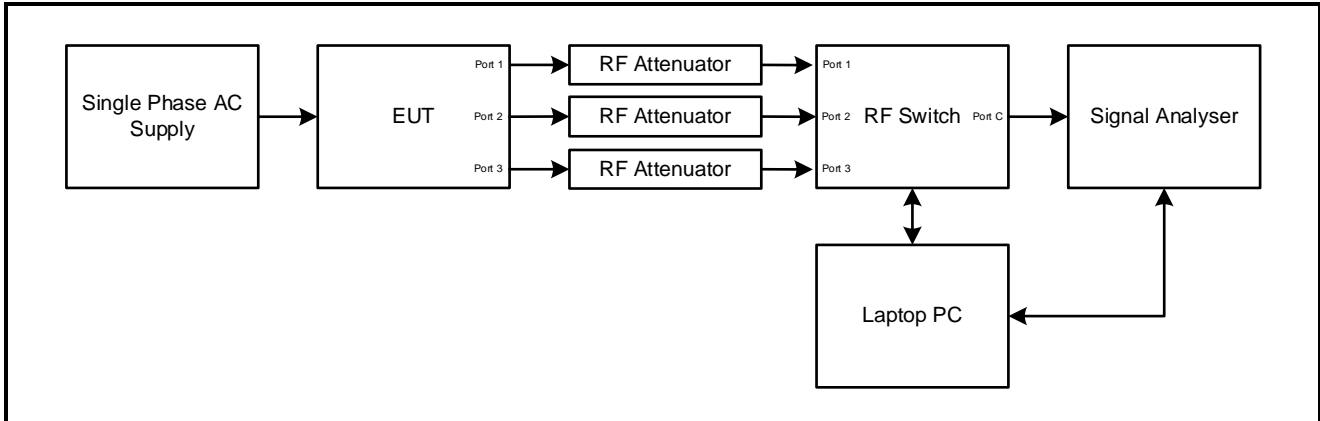 Single Phase AC
Supply
EUT
Port 1
Port 2
Port 3
RF Attenuator
RF Attenuator
RF Attenuator
Port 1
Port 2
Port 3
RF Switch
Port C
Signal Analyser
Laptop PC